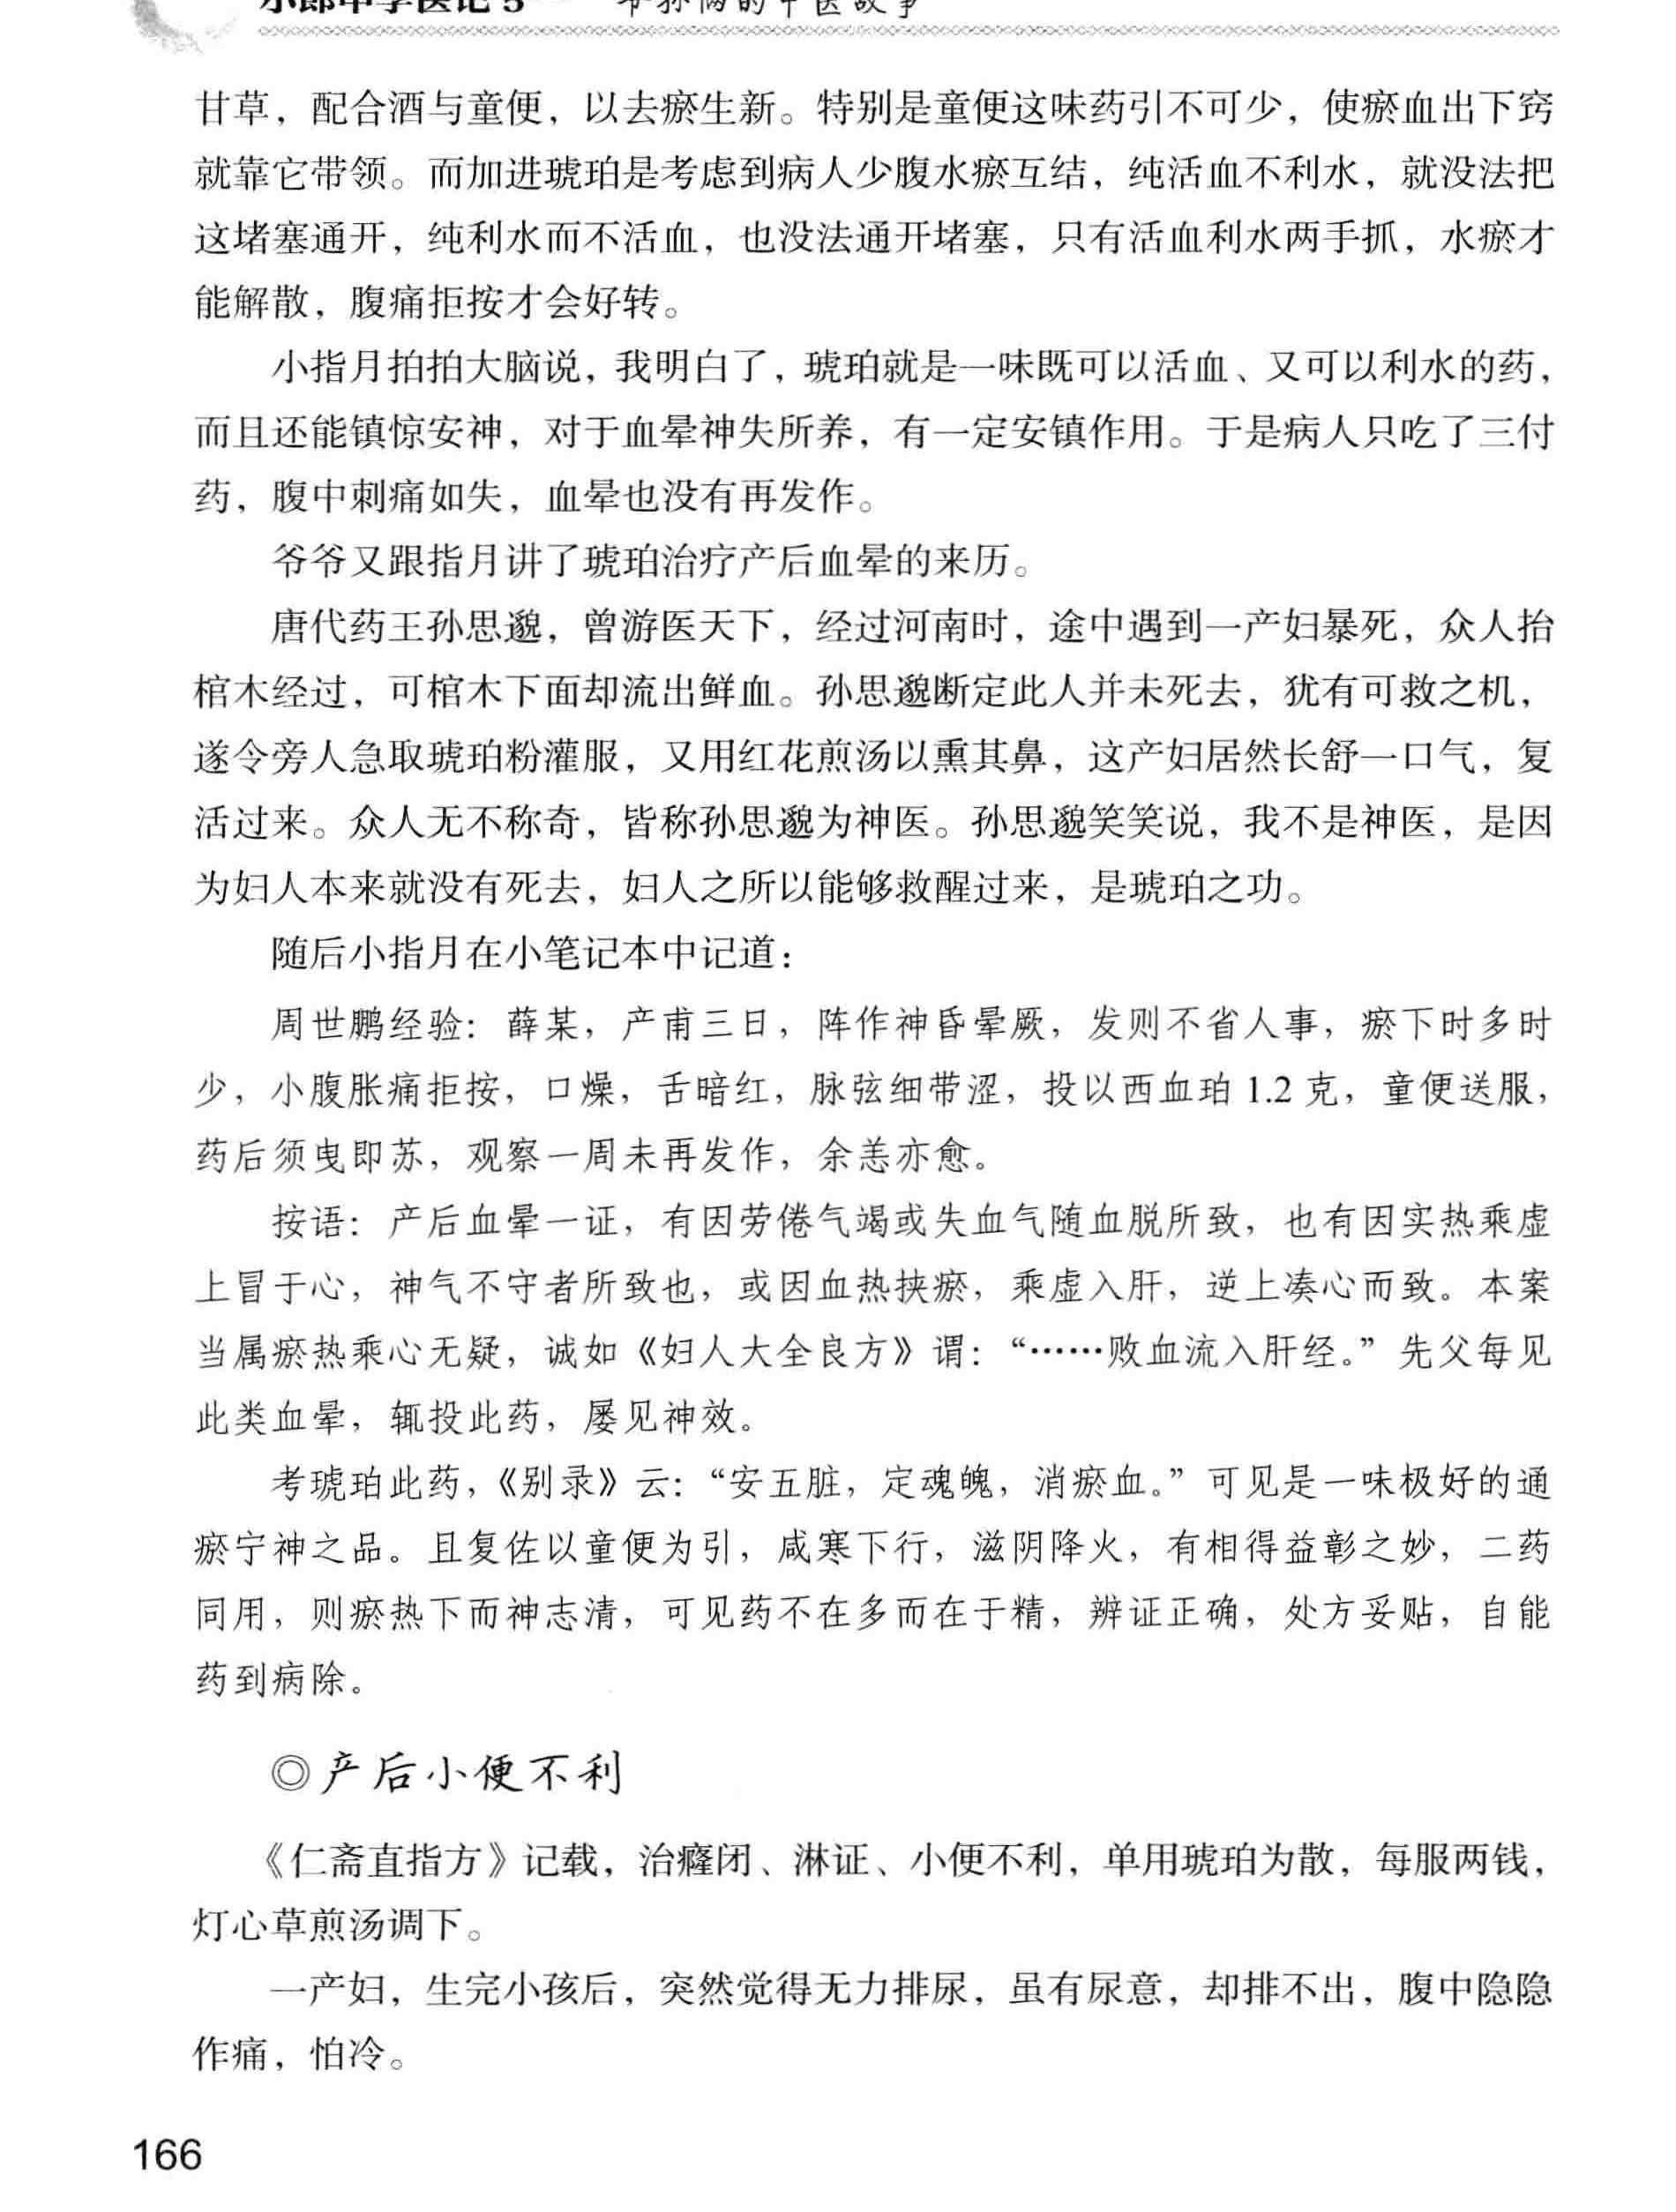 小郎中学医记5
爷孙俩的中医故事
甘草，配合酒与童便，以去瘀生新。特别是童便这味药引不可少，使瘀血出下窍
就靠它带领。而加进琥珀是考虑到病人少腹水瘀互结，纯活血不利水，就没法把
这堵塞通开，纯利水而不活血，也没法通开堵塞，只有活血利水两手抓，水瘀才
能解散，腹痛拒按才会好转。
小指月拍拍大脑说，我明白了，琥珀就是一味既可以活血、又可以利水的药，
而且还能镇惊安神，对于血晕神失所养，有一定安镇作用。于是病人只吃了三付
药，腹中刺痛如失，血晕也没有再发作。
爷爷又跟指月讲了琥珀治疗产后血晕的来历。
唐代药王孙思邈，曾游医天下，经过河南时，途中遇到一产妇暴死，众人抬
棺木经过，可棺木下面却流出鲜血。孙思邈断定此人并未死去，犹有可救之机，
遂令旁人急取琥珀粉灌服，又用红花煎汤以熏其鼻，这产妇居然长舒一口气，复
活过来。众人无不称奇，皆称孙思邈为神医。孙思邈笑笑说，我不是神医，是因
为妇人本来就没有死去，妇人之所以能够救醒过来，是琥珀之功。
随后小指月在小笔记本中记道：
周世鹏经验：薛某，产甫三日，阵作神昏晕厥，发则不省人事，瘀下时多时
少，小腹胀痛拒按，口燥，舌暗红，脉弦细带涩，投以西血珀 1.2 克，童便送服，
药后须曳即苏，观察一周未再发作，余恙亦愈。
按语：产后血晕一证，有因劳倦气竭或失血气随血脱所致，也有因实热乘虚
上冒于心，神气不守者所致也，或因血热挟瘀，乘虚入肝，逆上凑心而致。本案
当属瘀热乘心无疑，诚如《妇人大全良方》谓：“……败血流入肝经。”先父每见
此类血晕，辄投此药，屡见神效。
考琥珀此药，《别录》云：“安五脏，定魂魄，消瘀血。”可见是一味极好的通
瘀宁神之品。且复佐以童便为引，咸寒下行，滋阴降火，有相得益彰之妙，二药
同用，则瘀热下而神志清，可见药不在多而在于精，辨证正确，处方妥贴，自能
药到病除。
◎产后小便不利
《仁斋直指方》记载，治癃闭、淋证、小便不利，单用琥珀为散，每服两钱，
灯心草煎汤调下。
一产妇，生完小孩后，突然觉得无力排尿，虽有尿意，却排不出，腹中隐隐
作痛，怕冷。
166